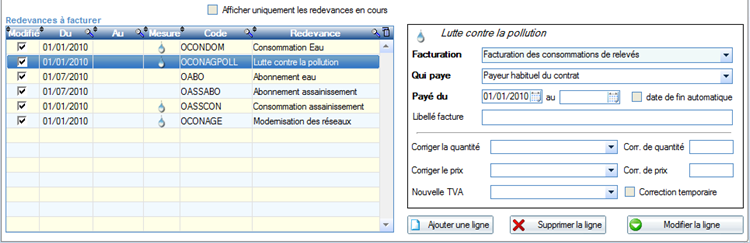 Afficher uniquement les redevances en cours
Redevances à facturer
Modifié Du Au Mesure Code Redevance
01/01/2010 OCONDOM Consommation Eau
01/01/2010 OCONAGPOLL Lutte contre la pollution
01/07/2010 OABO Abonnement eau
01/07/2010 OASSABO Abonnement assainissement
01/01/2010 OASSCON Consommation assainissement
01/01/2010 OCONAGE Modernisation des réseaux
Lutte contre la pollution
Facturation Facturation des consommations de relevés
Qui paye Payeur habituel du contrat
Payé du 01/01/2010 au date de fin automatique
Libellé facture
Corriger la quantité Corr. de quantité
Corriger le prix Corr. de prix
Nouvelle TVA Correction temporaire
Ajouter une ligne Supprimer la ligne Modifier la ligne